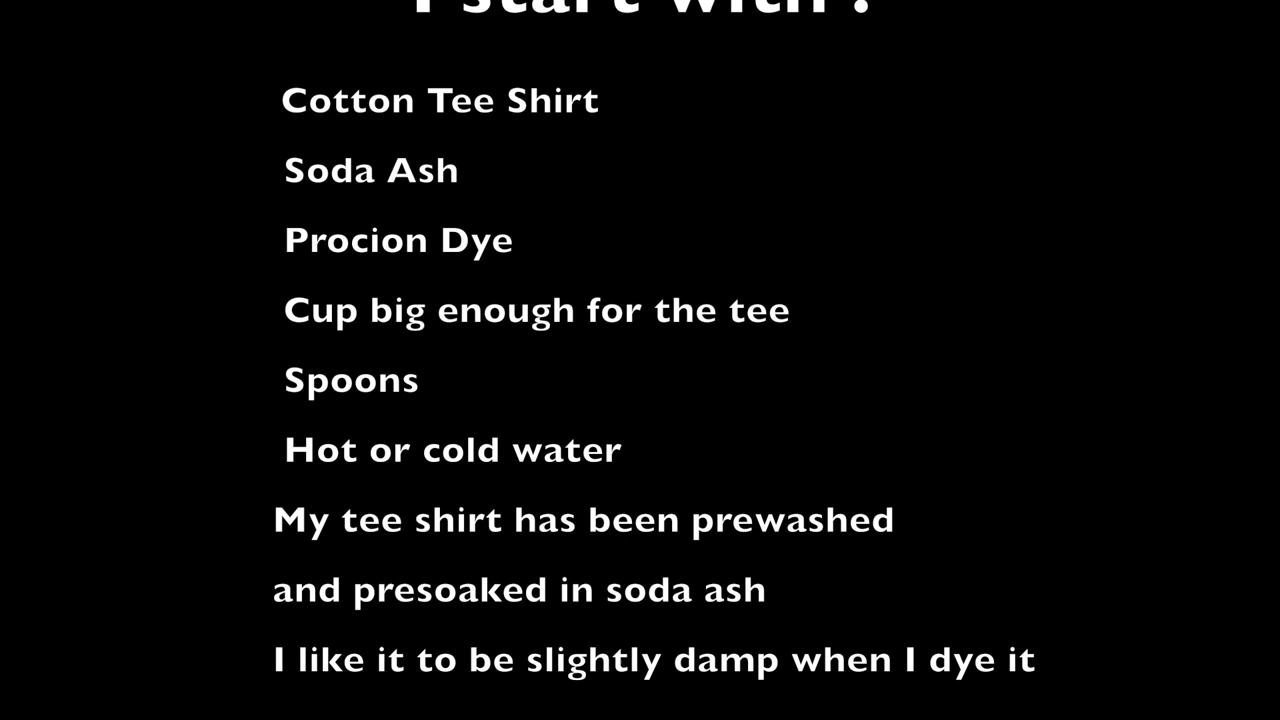 I start with :
Cotton Tee Shirt
Soda Ash
Procion Dye
Cup big enough for the tee
Spoons
Hot or cold water
My tee shirt has been prewashed
and presoaked in soda ash
I like it to be slightly damp when I dye it